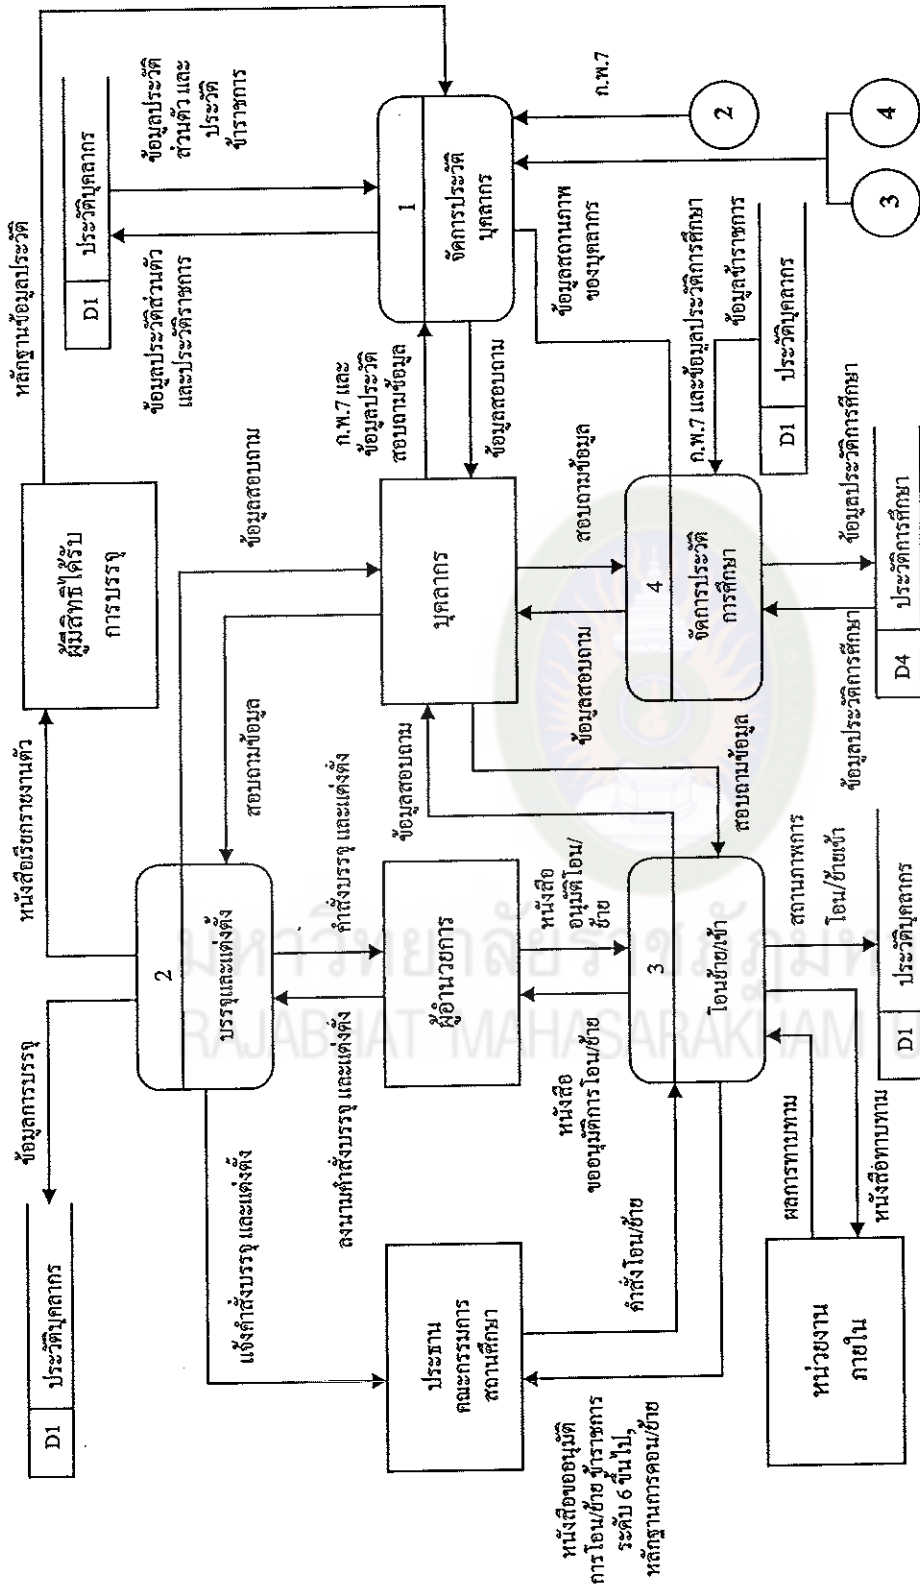 D1 ประวัติบุคลากร
ข้อมูลการบรรจุ
หนังสือเรียกรายงานตัว
ผู้มีสิทธิได้รับ
การบรรจุ
หลักฐานข้อมูลประวัติ
D1 ประวัติบุคลากร
ข้อมูลประวัติส่วนตัว
และประวัติราชการ
ข้อมูลประวัติ
ส่วนตัว และ
ประวัติ
ข้าราชการ
แจ้งคำสั่งบรรจุ และแต่งตั้ง
2
บรรจุและแต่งตั้ง
สอบถามข้อมูล
ข้อมูลสอบถาม
ลงนามคำสั่งบรรจุ และแต่งตั้ง
คำสั่งบรรจุ และแต่งตั้ง
ประธาน
คณะกรรมการ
สถานศึกษา
ผู้อำนวยการ
ข้อมูลสอบถาม
บุคลากร
ก.พ.7 และ
ข้อมูลประวัติ
สอบถามข้อมูล
ข้อมูลสอบถาม
1
จัดการประวัติ
บุคลากร
ก.พ.7
2
3
4
หนังสือขออนุมัติ
การโอน/ย้าย ข้าราชการ
ระดับ 6 ขึ้นไป,
หลักฐานการคอน/ย้าย
คำสั่งโอน/ย้าย
หนังสือ
ขออนุมัติการโอน/ย้าย
หนังสือ
อนุมัติโอน/
ย้าย
ข้อมูลสอบถาม
สอบถามข้อมูล
ข้อมูลสถานภาพ
ของบุคลากร
3
โอนย้าย/เข้า
สอบถามข้อมูล
4
จัดการประวัติ
การศึกษา
ก.พ.7 และข้อมูลประวัติการศึกษา
ข้อมูลข้าราชการ
D1 ประวัติบุคลากร
หน่วยงาน
ภายใน
ผลการทาบทาม
หนังสือทาบทาม
สถานภาพการ
โอน/ย้ายเข้า
D1 ประวัติบุคลากร
ข้อมูลประวัติการศึกษา
ข้อมูลประวัติการศึกษา
D4 ประวัติการศึกษา
RAJABHAT MAHASARAKHAM